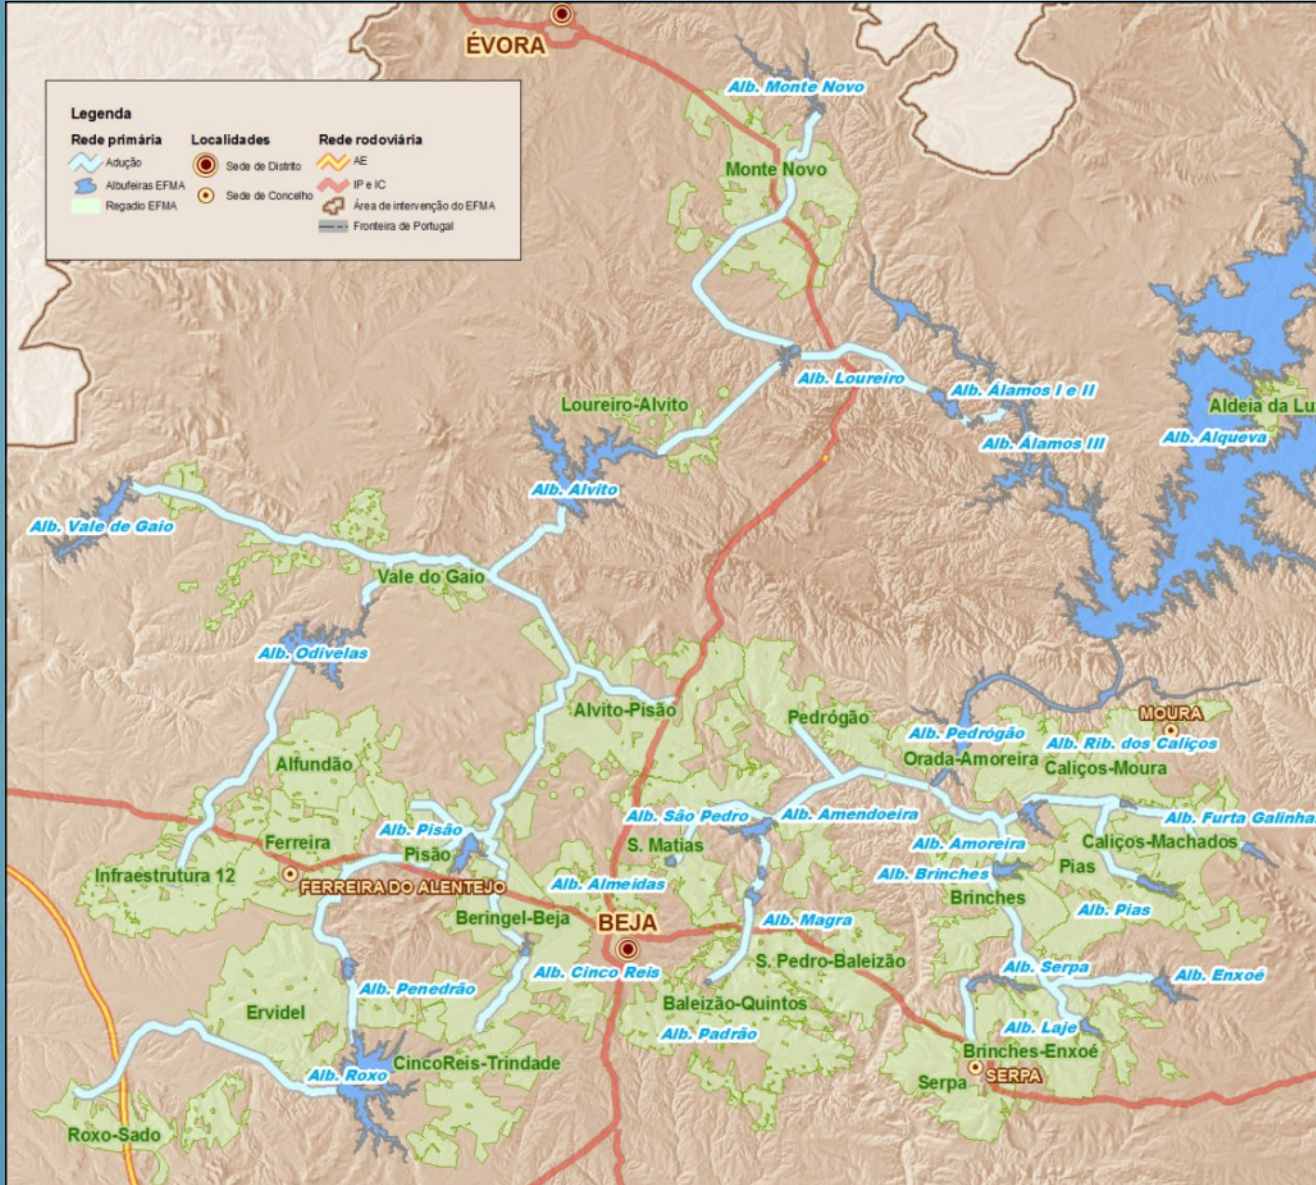 ÉVORA
Alb. Monte Novo
Legenda
Rede primária
Adução
Albufeiras EFMA
Regadio EFMA
Localidades
Sede de Distrito
Sede de Concelho
Rede rodoviária
AE
IP e IC
Área de intervenção do EFMA
Fronteira de Portugal
Monte Novo
Alb. Loureiro
Alb. Álamos I e II
Loureiro-Alvito
Aldeia da Lu
Alb. Alqueva
Alb. Álamos III
Alb. Alvito
Alb. Vale de Gaio
Vale do Gaio
Alb. Odivelas
Alvito-Pisão
Pedrógão
MOURA
Alb. Pedrógão
Alb. Rib. dos Caliços
Orada-Amoreira
Caliços-Moura
Alfundão
Alb. São Pedro
Alb. Amendoeira
Alb. Furta Galinhas
Alb. Pisão
Ferreira
Pisão
S. Matias
Alb. Amoreira
Caliços-Machados
Infraestrutura 12
FERREIRA DO ALENTEJO
Alb. Almeidas
Alb. Brinches
Pias
Brinches
Alb. Pias
Beringel-Beja
BEJA
Alb. Magra
S. Pedro-Baleizão
Alb. Cinco Reis
Alb. Serpa
Alb. Enxoé
Alb. Penedrão
Baleizão-Quintos
Ervidel
Alb. Padrão
Alb. Laje
CincoReis-Trindade
Brinches-Enxoé
Alb. Roxo
Serpa
SERPA
Roxo-Sado